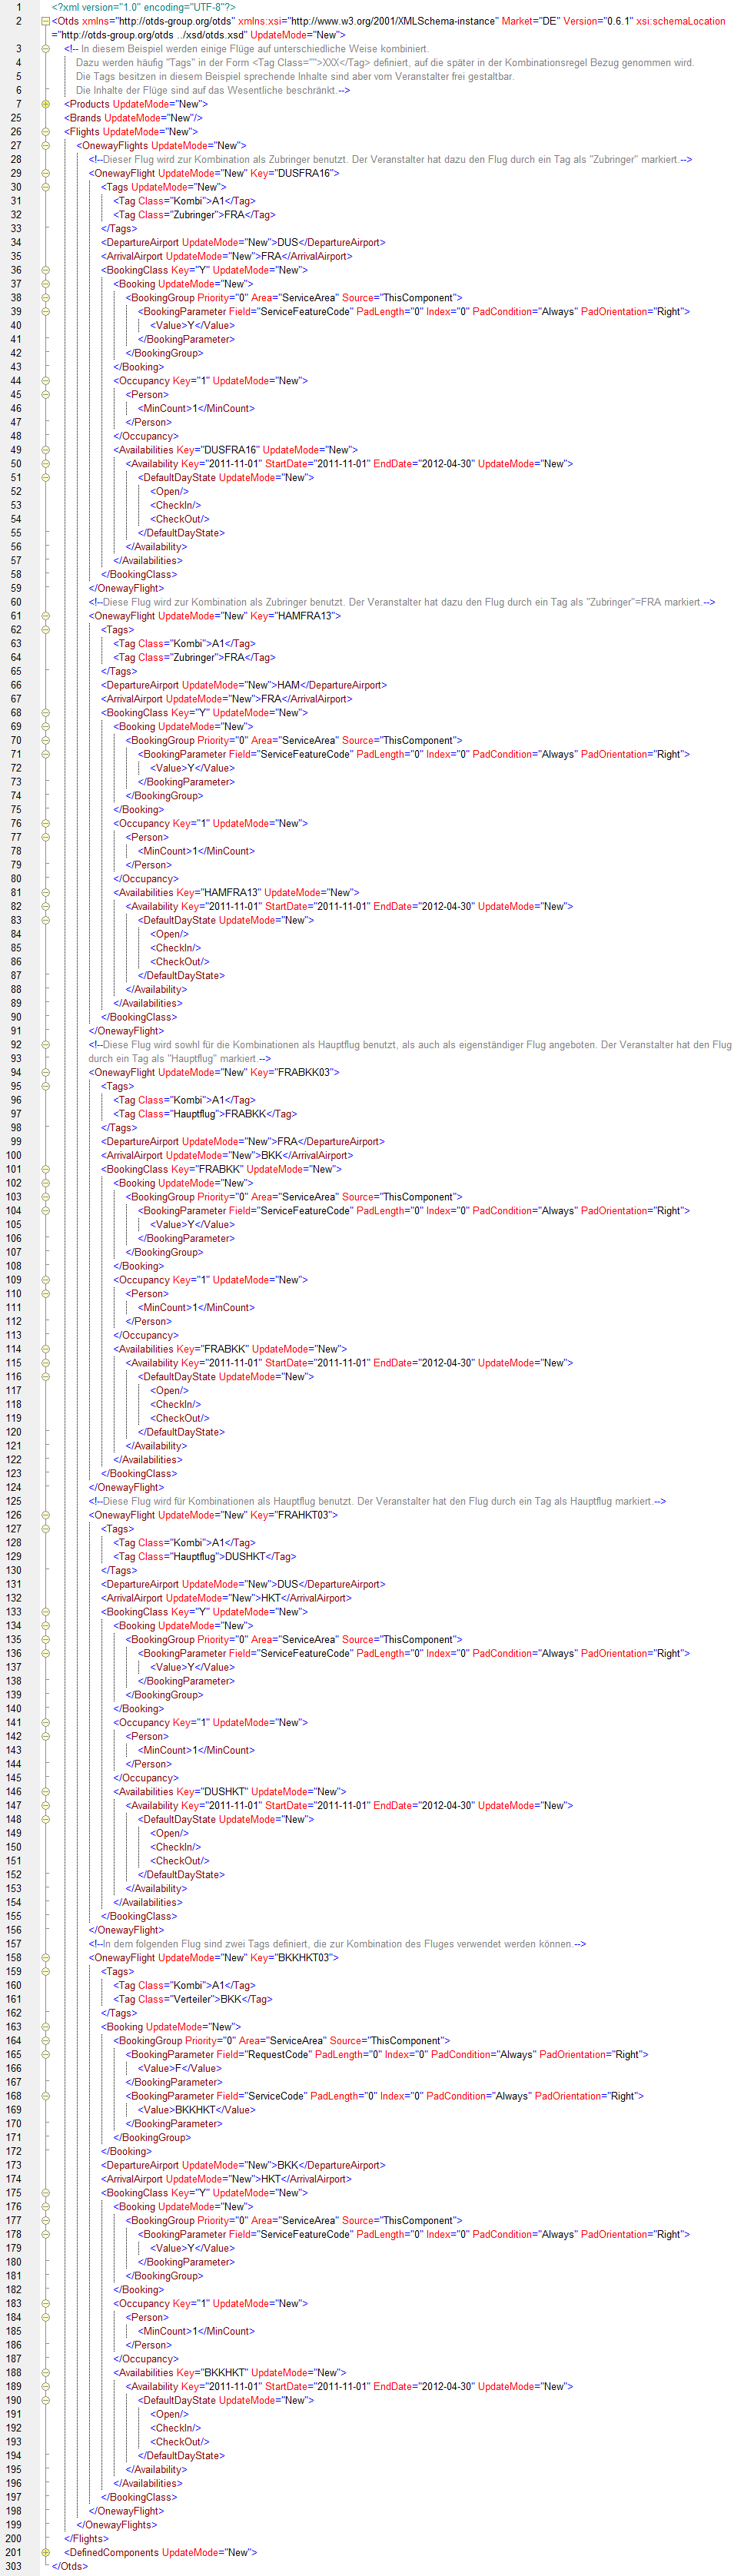 1 <?xml version="1.0" encoding="UTF-8"?>
2 <Otds xmlns="http://otds-group.org/otds" xmlns:xsi="http://www.w3.org/2001/XMLSchema-instance" Market="DE" Version="0.6.1" xsi:schemaLocation
="http://otds-group.org/otds ../xsd/otds.xsd" UpdateMode="New">
3 <!-- In diesem Beispiel werden einige Flüge auf unterschiedliche Weise kombiniert.
4 Dazu werden häufig "Tags" in der Form <Tag Class="">XXX</Tag> definiert, auf die später in der Kombinationsregel Bezug genommen wird.
5 Die Tags besitzen in diesem Beispiel sprechende Inhalte sind aber vom Veranstalter frei gestaltbar.
6 Die Inhalte der Flüge sind auf das Wesentliche beschränkt.-->
7 <Products UpdateMode="New">
25 <Brands UpdateMode="New"/>
26 <Flights UpdateMode="New">
27 <OnewayFlights UpdateMode="New">
28 <!--Dieser Flug wird zur Kombination als Zubringer benutzt. Der Veranstalter hat dazu den Flug durch ein Tag als "Zubringer" markiert.-->
29 <OnewayFlight UpdateMode="New" Key="DUSFRA16">
30 <Tags UpdateMode="New">
31 <Tag Class="Kombi">A1</Tag>
32 <Tag Class="Zubringer">FRA</Tag>
33 </Tags>
34 <DepartureAirport UpdateMode="New">DUS</DepartureAirport>
35 <ArrivalAirport UpdateMode="New">FRA</ArrivalAirport>
36 <BookingClass Key="Y" UpdateMode="New">
37 <Booking UpdateMode="New">
38 <BookingGroup Priority="0" Area="ServiceArea" Source="ThisComponent">
39 <BookingParameter Field="ServiceFeatureCode" PadLength="0" Index="0" PadCondition="Always" PadOrientation="Right">
40 <Value>Y</Value>
41 </BookingParameter>
42 </BookingGroup>
43 </Booking>
44 <Occupancy Key="1" UpdateMode="New">
45 <Person>
46 <MinCount>1</MinCount>
47 </Person>
48 </Occupancy>
49 <Availabilities Key="DUSFRA16" UpdateMode="New">
50 <Availability Key="2011-11-01" StartDate="2011-11-01" EndDate="2012-04-30" UpdateMode="New">
51 <DefaultDayState UpdateMode="New">
52 <Open/>
53 <CheckIn/>
54 <CheckOut/>
55 </DefaultDayState>
56 </Availability>
57 </Availabilities>
58 </BookingClass>
59 </OnewayFlight>
60 <!--Diese Flug wird zur Kombination als Zubringer benutzt. Der Veranstalter hat dazu den Flug durch ein Tag als "Zubringer"=FRA markiert.-->
61 <OnewayFlight UpdateMode="New" Key="HAMFRA13">
62 <Tags>
63 <Tag Class="Kombi">A1</Tag>
64 <Tag Class="Zubringer">FRA</Tag>
65 </Tags>
66 <DepartureAirport UpdateMode="New">HAM</DepartureAirport>
67 <ArrivalAirport UpdateMode="New">FRA</ArrivalAirport>
68 <BookingClass Key="Y" UpdateMode="New">
69 <Booking UpdateMode="New">
70 <BookingGroup Priority="0" Area="ServiceArea" Source="ThisComponent">
71 <BookingParameter Field="ServiceFeatureCode" PadLength="0" Index="0" PadCondition="Always" PadOrientation="Right">
72 <Value>Y</Value>
73 </BookingParameter>
74 </BookingGroup>
75 </Booking>
76 <Occupancy Key="1" UpdateMode="New">
77 <Person>
78 <MinCount>1</MinCount>
79 </Person>
80 </Occupancy>
81 <Availabilities Key="HAMFRA13" UpdateMode="New">
82 <Availability Key="2011-11-01" StartDate="2011-11-01" EndDate="2012-04-30" UpdateMode="New">
83 <DefaultDayState UpdateMode="New">
84 <Open/>
85 <CheckIn/>
86 <CheckOut/>
87 </DefaultDayState>
88 </Availability>
89 </Availabilities>
90 </BookingClass>
91 </OnewayFlight>
92 <!--Diese Flug wird sowhl für die Kombinationen als Hauptflug benutzt, als auch als eigenständiger Flug angeboten. Der Veranstalter hat den Flug
93 durch ein Tag als "Hauptflug" markiert.-->
94 <OnewayFlight UpdateMode="New" Key="FRABKK03">
95 <Tags>
96 <Tag Class="Kombi">A1</Tag>
97 <Tag Class="Hauptflug">FRABKK</Tag>
98 </Tags>
99 <DepartureAirport UpdateMode="New">FRA</DepartureAirport>
100 <ArrivalAirport UpdateMode="New">BKK</ArrivalAirport>
101 <BookingClass Key="FRABKK" UpdateMode="New">
102 <Booking UpdateMode="New">
103 <BookingGroup Priority="0" Area="ServiceArea" Source="ThisComponent">
104 <BookingParameter Field="ServiceFeatureCode" PadLength="0" Index="0" PadCondition="Always" PadOrientation="Right">
105 <Value>Y</Value>
106 </BookingParameter>
107 </BookingGroup>
108 </Booking>
109 <Occupancy Key="1" UpdateMode="New">
110 <Person>
111 <MinCount>1</MinCount>
112 </Person>
113 </Occupancy>
114 <Availabilities Key="FRABKK" UpdateMode="New">
115 <Availability Key="2011-11-01" StartDate="2011-11-01" EndDate="2012-04-30" UpdateMode="New">
116 <DefaultDayState UpdateMode="New">
117 <Open/>
118 <CheckIn/>
119 <CheckOut/>
120 </DefaultDayState>
121 </Availability>
122 </Availabilities>
123 </BookingClass>
124 </OnewayFlight>
125 <!--Diese Flug wird für Kombinationen als Hauptflug benutzt. Der Veranstalter hat den Flug durch ein Tag als Hauptflug markiert.-->
126 <OnewayFlight UpdateMode="New" Key="FRAHKT03">
127 <Tags>
128 <Tag Class="Kombi">A1</Tag>
129 <Tag Class="Hauptflug">DUSHKT</Tag>
130 </Tags>
131 <DepartureAirport UpdateMode="New">DUS</DepartureAirport>
132 <ArrivalAirport UpdateMode="New">HKT</ArrivalAirport>
133 <BookingClass Key="Y" UpdateMode="New">
134 <Booking UpdateMode="New">
135 <BookingGroup Priority="0" Area="ServiceArea" Source="ThisComponent">
136 <BookingParameter Field="ServiceFeatureCode" PadLength="0" Index="0" PadCondition="Always" PadOrientation="Right">
137 <Value>Y</Value>
138 </BookingParameter>
139 </BookingGroup>
140 </Booking>
141 <Occupancy Key="1" UpdateMode="New">
142 <Person>
143 <MinCount>1</MinCount>
144 </Person>
145 </Occupancy>
146 <Availabilities Key="DUSHKT" UpdateMode="New">
147 <Availability Key="2011-11-01" StartDate="2011-11-01" EndDate="2012-04-30" UpdateMode="New">
148 <DefaultDayState UpdateMode="New">
149 <Open/>
150 <CheckIn/>
151 <CheckOut/>
152 </DefaultDayState>
153 </Availability>
154 </Availabilities>
155 </BookingClass>
156 </OnewayFlight>
157 <!--In dem folgenden Flug sind zwei Tags definiert, die zur Kombination des Fluges verwendet werden können.-->
158 <OnewayFlight UpdateMode="New" Key="BKKHKT03">
159 <Tags>
160 <Tag Class="Kombi">A1</Tag>
161 <Tag Class="Verteiler">BKK</Tag>
162 </Tags>
163 <Booking UpdateMode="New">
164 <BookingGroup Priority="0" Area="ServiceArea" Source="ThisComponent">
165 <BookingParameter Field="RequestCode" PadLength="0" Index="0" PadCondition="Always" PadOrientation="Right">
166 <Value>F</Value>
167 </BookingParameter>
168 <BookingParameter Field="ServiceCode" PadLength="0" Index="0" PadCondition="Always" PadOrientation="Right">
169 <Value>BKKHKT</Value>
170 </BookingParameter>
171 </BookingGroup>
172 </Booking>
173 <DepartureAirport UpdateMode="New">BKK</DepartureAirport>
174 <ArrivalAirport UpdateMode="New">HKT</ArrivalAirport>
175 <BookingClass Key="Y" UpdateMode="New">
176 <Booking UpdateMode="New">
177 <BookingGroup Priority="0" Area="ServiceArea" Source="ThisComponent">
178 <BookingParameter Field="ServiceFeatureCode" PadLength="0" Index="0" PadCondition="Always" PadOrientation="Right">
179 <Value>Y</Value>
180 </BookingParameter>
181 </BookingGroup>
182 </Booking>
183 <Occupancy Key="1" UpdateMode="New">
184 <Person>
185 <MinCount>1</MinCount>
186 </Person>
187 </Occupancy>
188 <Availabilities Key="BKKHKT" UpdateMode="New">
189 <Availability Key="2011-11-01" StartDate="2011-11-01" EndDate="2012-04-30" UpdateMode="New">
190 <DefaultDayState UpdateMode="New">
191 <Open/>
192 <CheckIn/>
193 <CheckOut/>
194 </DefaultDayState>
195 </Availability>
196 </Availabilities>
197 </BookingClass>
198 </OnewayFlight>
199 </OnewayFlights>
200 </Flights>
201 <DefinedComponents UpdateMode="New">
303 </Otds>